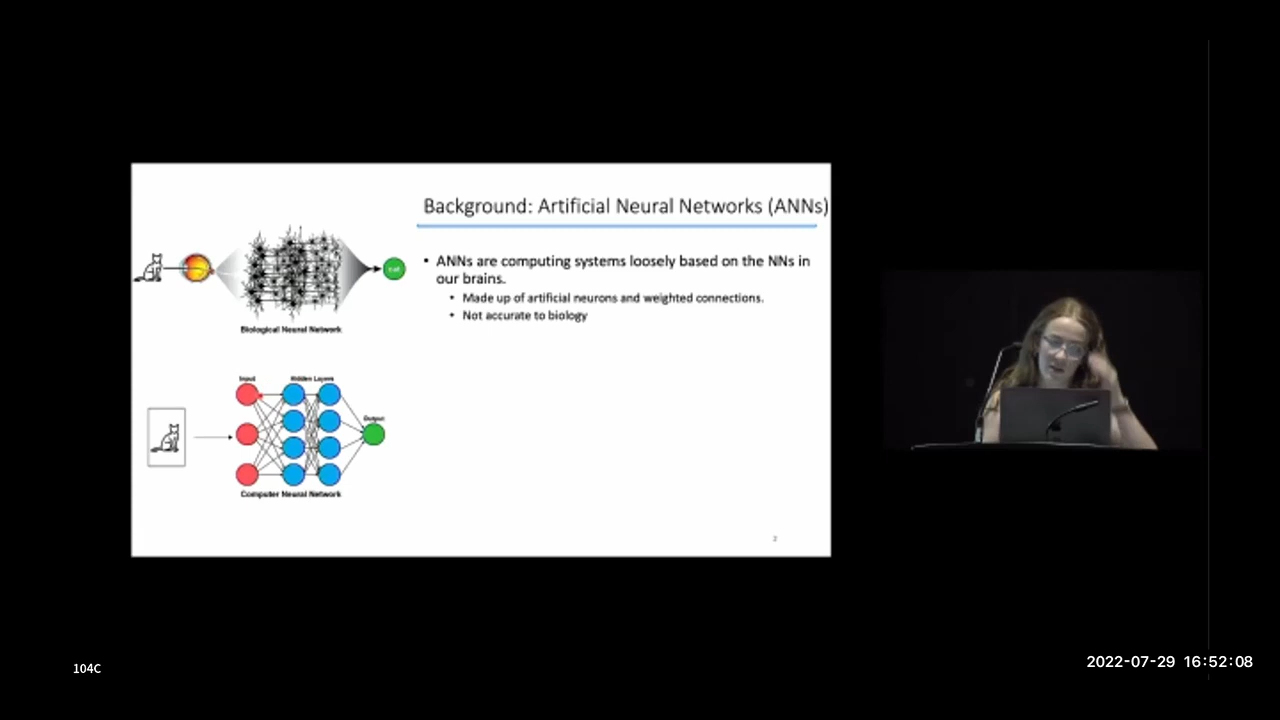 Background: Artificial Neural Networks (ANNs)
• ANNs are computing systems loosely based on the NNs in
our brains.
• Made up of artificial neurons and weighted connections.
• Not accurate to biology
Biological Neural Network
Input
Hidden Layers
Output
Computer Neural Network
2
104C
2022-07-29 16:52:08